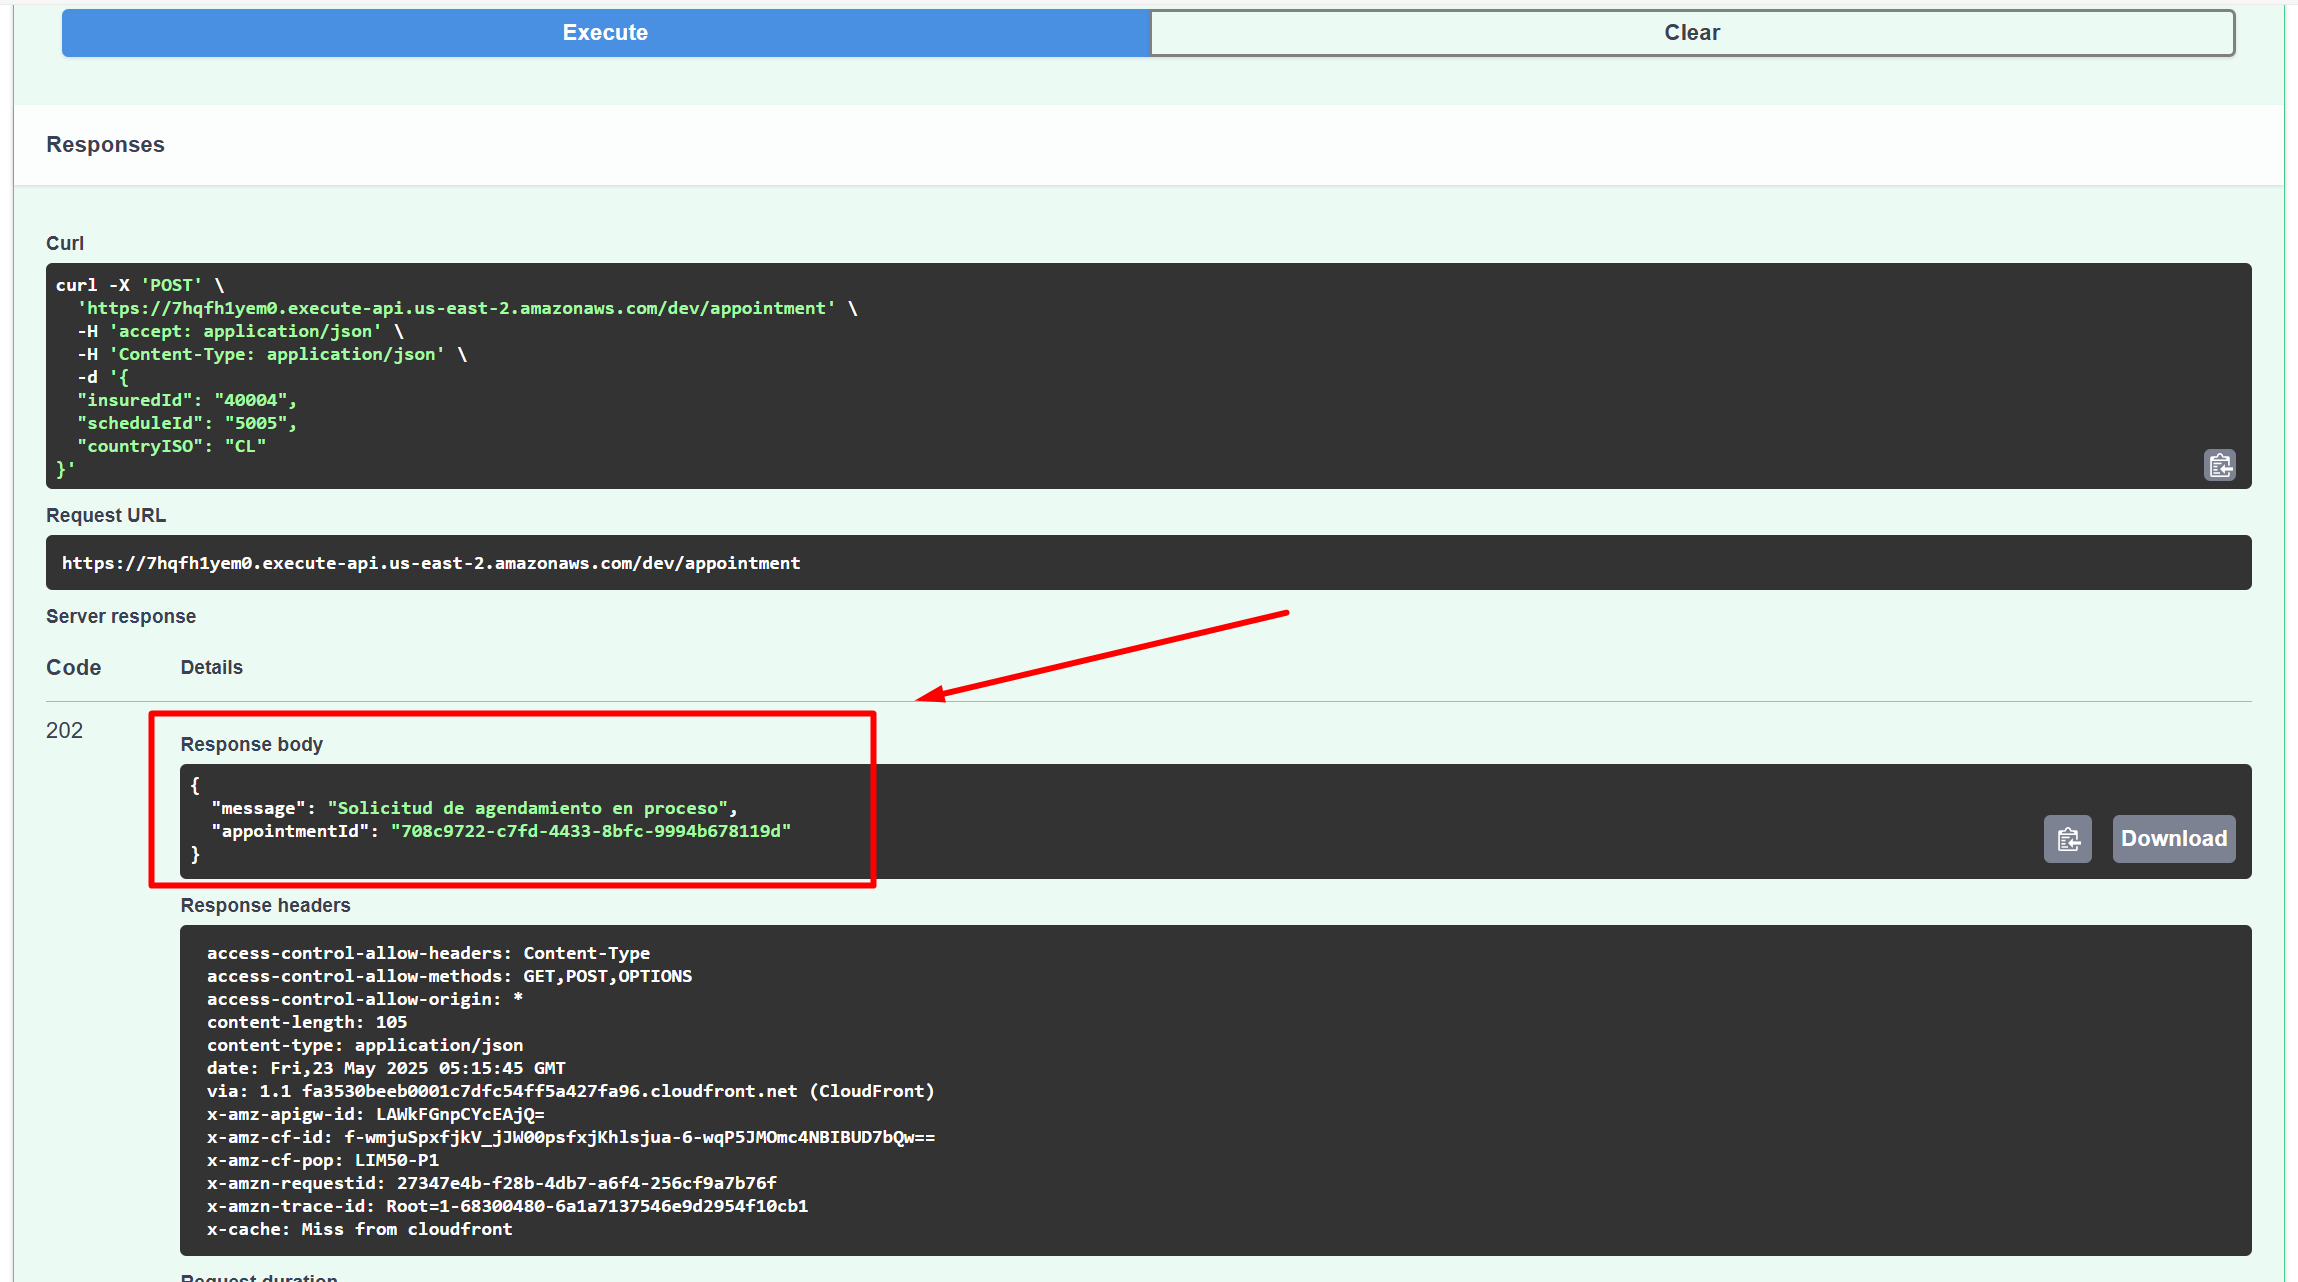 Execute
Clear
Responses
Curl
curl -X 'POST' \
'https://7hqfh1yem0.execute-api.us-east-2.amazonaws.com/dev/appointment' \
-H 'accept: application/json' \
-H 'Content-Type: application/json' \
-d '{
"insuredId": "40004",
"scheduleId": "5005",
"countryISO": "CL"
}'
Request URL
https://7hqfh1yem0.execute-api.us-east-2.amazonaws.com/dev/appointment
Server response
Code Details
202
Response body
{
"message": "Solicitud de agendamiento en proceso",
"appointmentId": "708c9722-c7fd-4433-8bfc-9994b678119d"
}
Download
Response headers
access-control-allow-headers: Content-Type
access-control-allow-methods: GET,POST,OPTIONS
access-control-allow-origin: *
content-length: 105
content-type: application/json
date: Fri,23 May 2025 05:15:45 GMT
via: 1.1 fa3530beeb0001c7dfc54ff5a427fa96.cloudfront.net (CloudFront)
x-amz-apigw-id: LAWkFGnpCYcEAjQ=
x-amz-cf-id: f-wmjuSpxfjkV_jJW00psfxjKhlsjua-6-wqP5JMOmc4NBIBUD7bQw==
x-amz-cf-pop: LIM50-P1
x-amzn-requestid: 27347e4b-f28b-4db7-a6f4-256cf9a7b76f
x-amzn-trace-id: Root=1-68300480-6a1a7137546e9d2954f10cb1
x-cache: Miss from cloudfront
Request duration